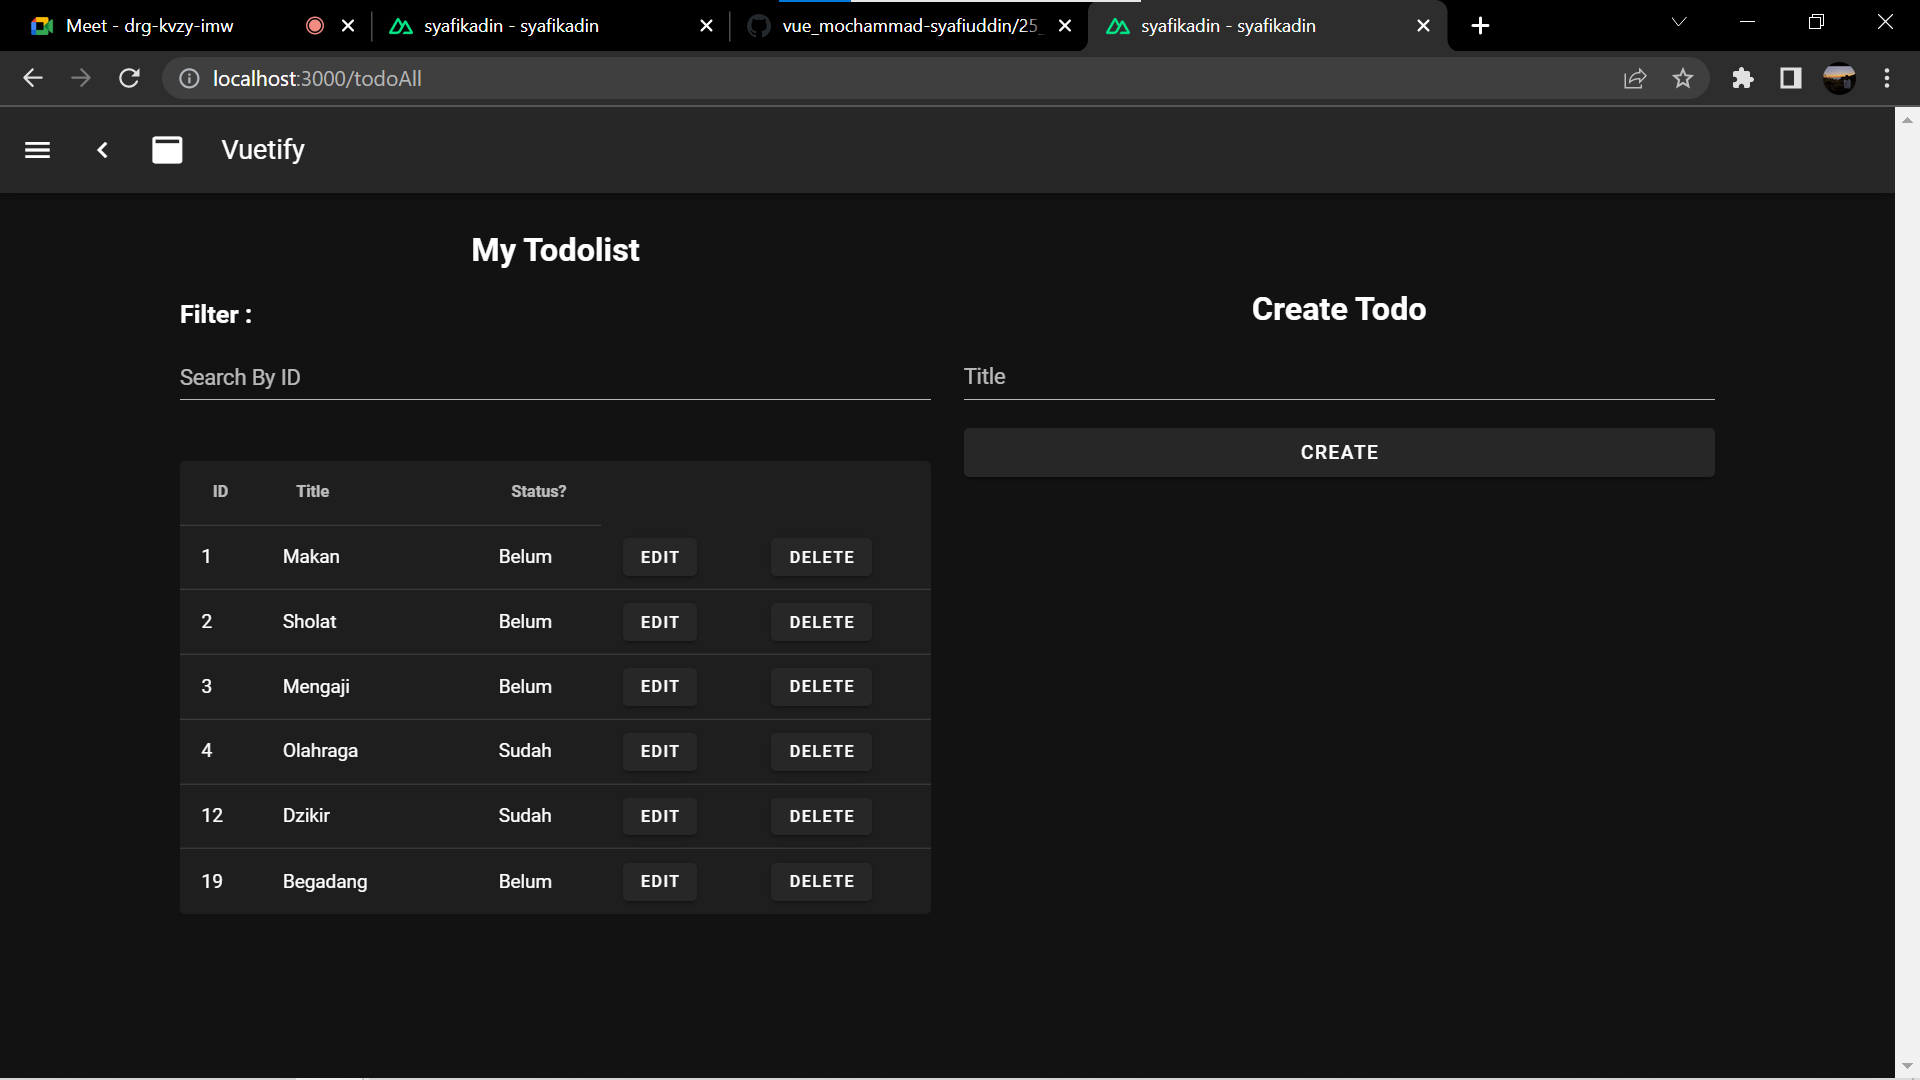 Meet - drg-kvzy-imw
syafikadin - syafikadin
vue_mochammad-syafiuddin/25_
syafikadin - syafikadin
localhost:3000/todoAll
Vuetify
My Todolist
Filter :
Search By ID
ID Title Status?
1 Makan Belum EDIT DELETE
2 Sholat Belum EDIT DELETE
3 Mengaji Belum EDIT DELETE
4 Olahraga Sudah EDIT DELETE
12 Dzikir Sudah EDIT DELETE
19 Begadang Belum EDIT DELETE
Create Todo
Title
CREATE